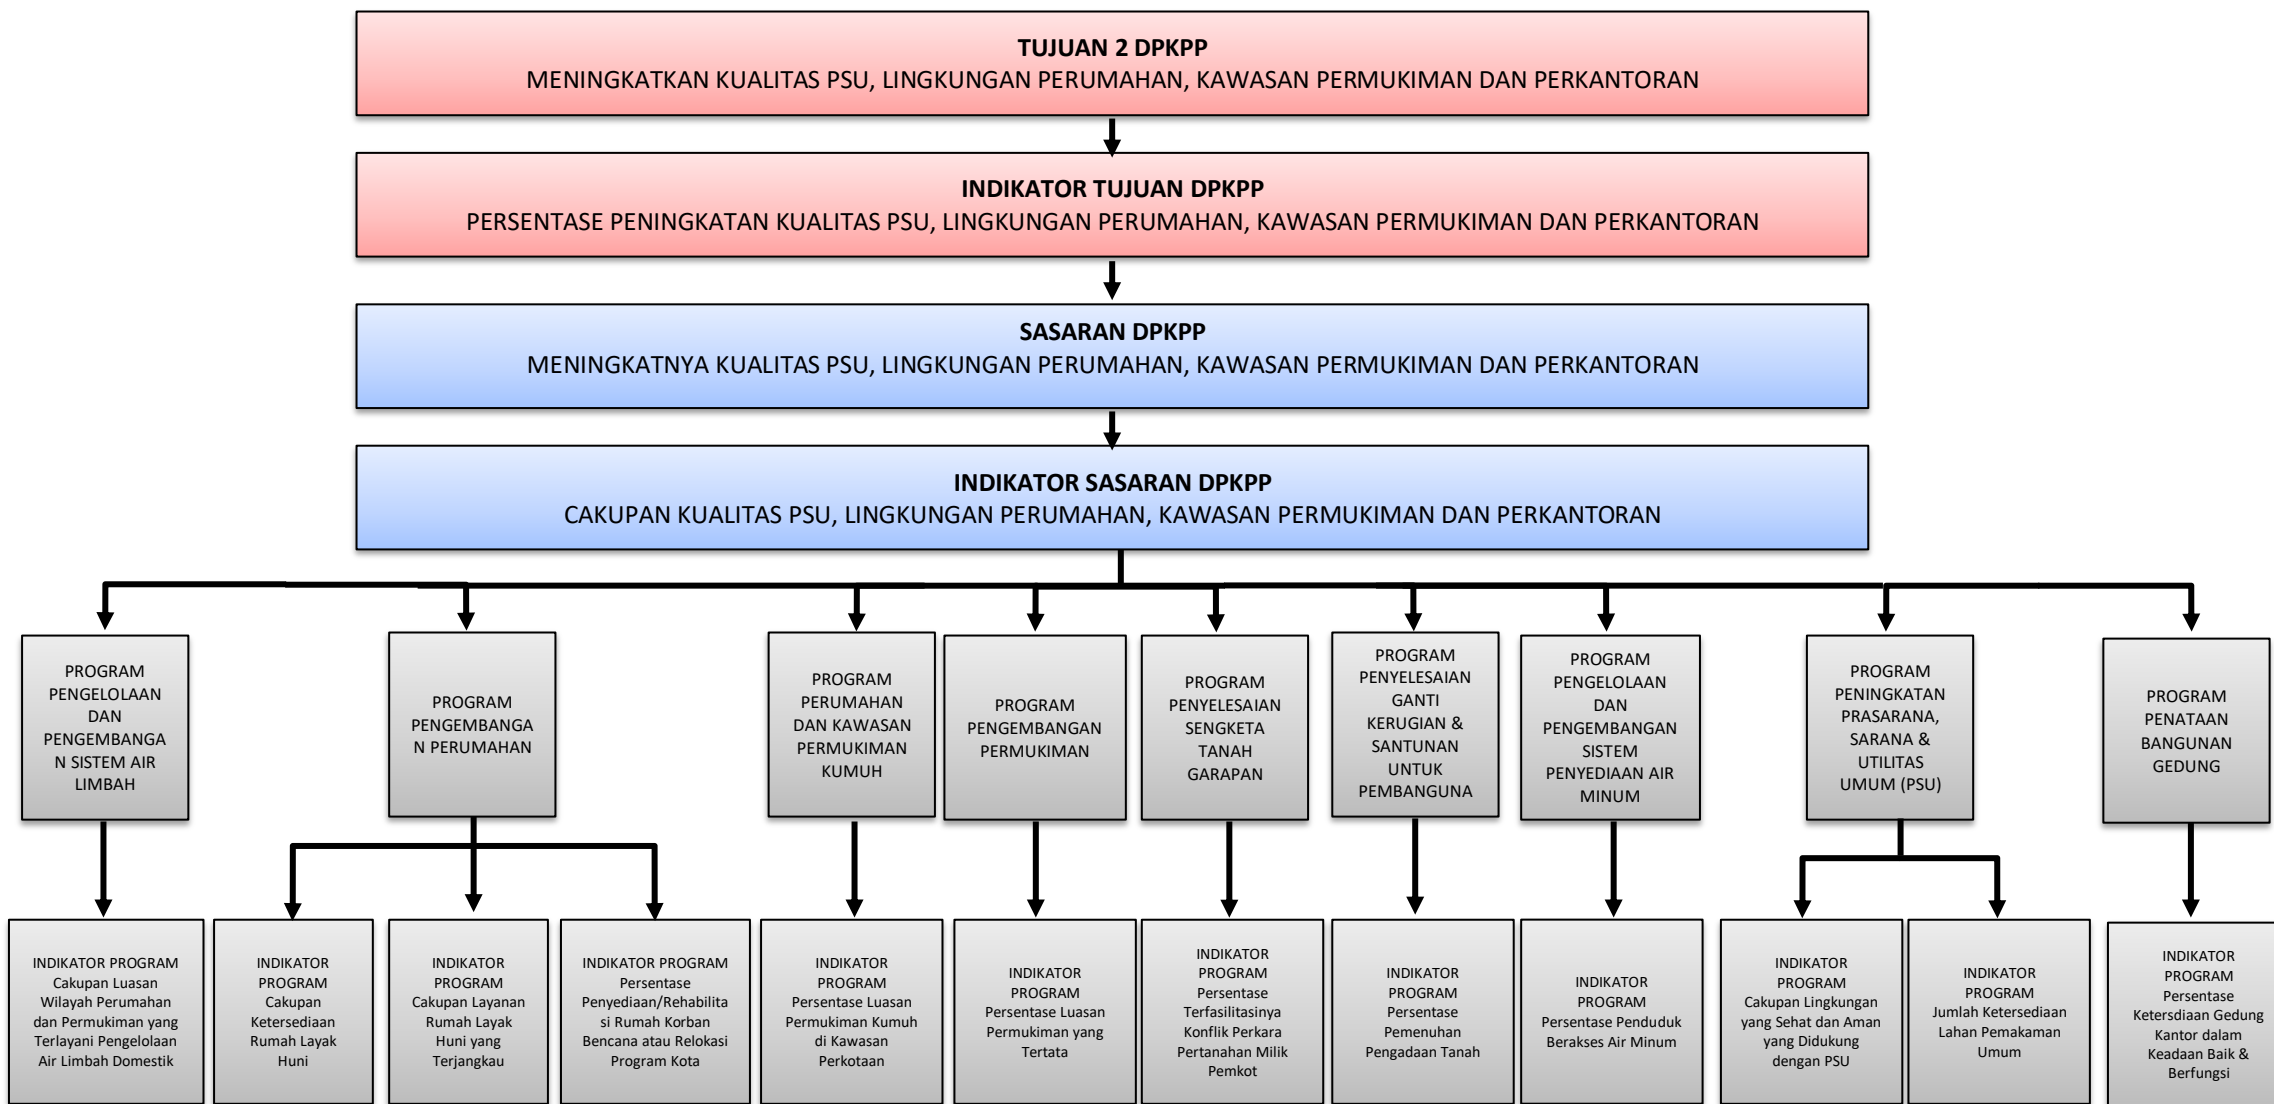 TUJUAN 2 DPKPP
MENINGKATKAN KUALITAS PSU, LINGKUNGAN PERUMAHAN, KAWASAN PERMUKIMAN DAN PERKANTORAN
INDIKATOR TUJUAN DPKPP
PERSENTASE PENINGKATAN KUALITAS PSU, LINGKUNGAN PERUMAHAN, KAWASAN PERMUKIMAN DAN PERKANTORAN
SASARAN DPKPP
MENINGKATNYA KUALITAS PSU, LINGKUNGAN PERUMAHAN, KAWASAN PERMUKIMAN DAN PERKANTORAN
INDIKATOR SASARAN DPKPP
CAKUPAN KUALITAS PSU, LINGKUNGAN PERUMAHAN, KAWASAN PERMUKIMAN DAN PERKANTORAN
PROGRAM
PENGELOLAAN
DAN
PENGEMBANGA
N SISTEM AIR
LIMBAH
PROGRAM
PENGEMBANGA
N PERUMAHAN
PROGRAM
PERUMAHAN
DAN KAWASAN
PERMUKIMAN
KUMUH
PROGRAM
PENGEMBANGAN
PERMUKIMAN
PROGRAM
PENYELESAIAN
SENGKETA
TANAH
GARAPAN
PROGRAM
PENYELESAIAN
GANTI
KERUGIAN &
SANTUNAN
UNTUK
PEMBANGUNA
PROGRAM
PENGELOLAAN
DAN
PENGEMBANGAN
SISTEM
PENYEDIAAN AIR
MINUM
PROGRAM
PENINGKATAN
PRASARANA,
SARANA &
UTILITAS
UMUM (PSU)
PROGRAM
PENATAAN
BANGUNAN
GEDUNG
INDIKATOR PROGRAM
Cakupan Luasan
Wilayah Perumahan
dan Permukiman yang
Terlayani Pengelolaan
Air Limbah Domestik
INDIKATOR
PROGRAM
Cakupan
Ketersediaan
Rumah Layak
Huni
INDIKATOR
PROGRAM
Cakupan Layanan
Rumah Layak
Huni yang
Terjangkau
INDIKATOR PROGRAM
Persentase
Penyediaan/Rehabilita
si Rumah Korban
Bencana atau Relokasi
Program Kota
INDIKATOR
PROGRAM
Persentase Luasan
Permukiman Kumuh
di Kawasan
Perkotaan
INDIKATOR
PROGRAM
Persentase Luasan
Permukiman yang
Tertata
INDIKATOR
PROGRAM
Persentase
Terfasilitasinya
Konflik Perkara
Pertanahan Milik
Pemkot
INDIKATOR
PROGRAM
Persentase
Pemenuhan
Pengadaan Tanah
INDIKATOR
PROGRAM
Persentase Penduduk
Berakses Air Minum
INDIKATOR
PROGRAM
Cakupan Lingkungan
yang Sehat dan Aman
yang Didukung
dengan PSU
INDIKATOR
PROGRAM
Jumlah Ketersediaan
Lahan Pemakaman
Umum
INDIKATOR
PROGRAM
Persentase
Ketersdiaan Gedung
Kantor dalam
Keadaan Baik &
Berfungsi